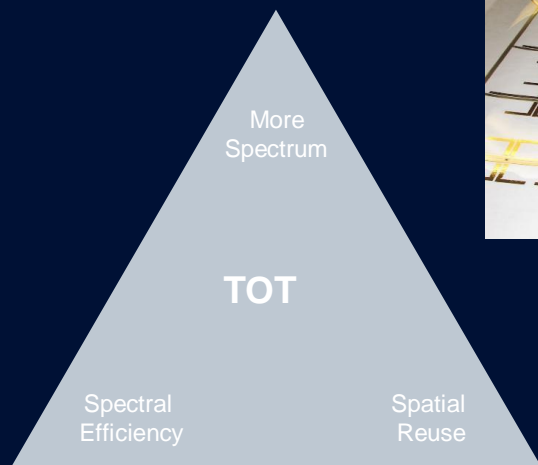 More
Spectrum
TOT
Spectral
Efficiency
Spatial
Reuse